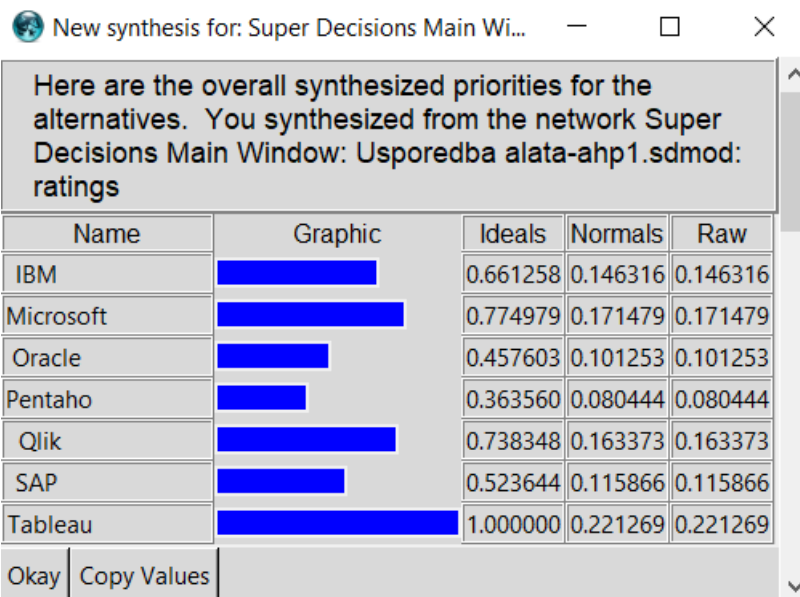 New synthesis for: Super Decisions Main Wi...
Here are the overall synthesized priorities for the
alternatives.  You synthesized from the network Super
Decisions Main Window: Usporedba alata-ahp1.sdmod:
ratings
Name Graphic Ideals Normals Raw
IBM 0.661258 0.146316 0.146316
Microsoft 0.774979 0.171479 0.171479
Oracle 0.457603 0.101253 0.101253
Pentaho 0.363560 0.080444 0.080444
Qlik 0.738348 0.163373 0.163373
SAP 0.523644 0.115866 0.115866
Tableau 1.000000 0.221269 0.221269
Okay Copy Values